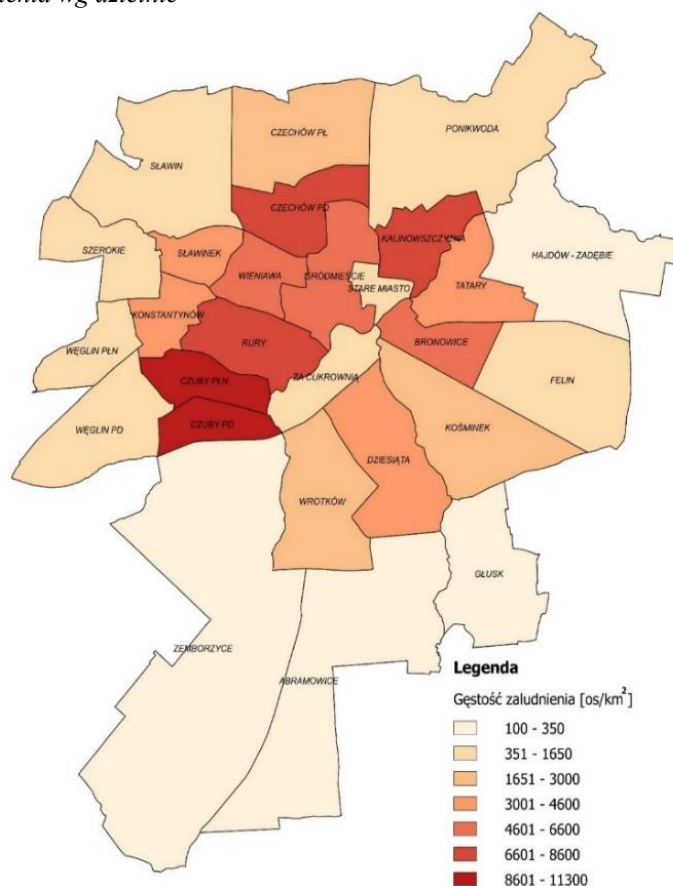 CZECHÓW PŁ
PONIKWODA
SŁAWIN
CZECHÓW PD
KALINOWSZCZYZNA
SZEROKIE
SŁAWINEK
HAJDÓW - ZADĘBIE
WIENIAWA
ŚRÓDMIEŚCIE
STARE MIASTO
TATARY
KONSTANTYNÓW
BRONOWICE
RURY
WĘGLIN PŁN
ZA CUKROWNIĄ
FELIN
CZUBY PŁN
CZUBY PD
WĘGLIN PD
KOŚMINEK
DZIESIĄTA
WROTKÓW
GŁUSK
ZEMBORZYCE
ABRAMOWICE
Legenda
Gęstość zaludnienia [os/km²]
100 - 350
351 - 1650
1651 - 3000
3001 - 4600
4601 - 6600
6601 - 8600
8601 - 11300